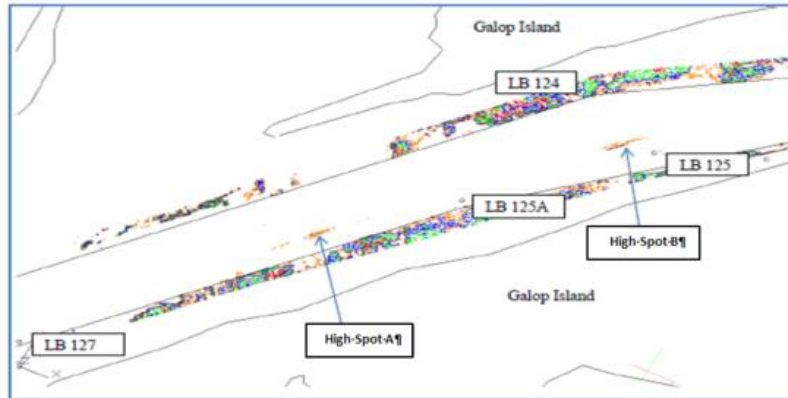 Galop Island
LB 124
LB 125
LB 125A
High-Spot-B¶
Galop Island
High-Spot-A¶
LB 127